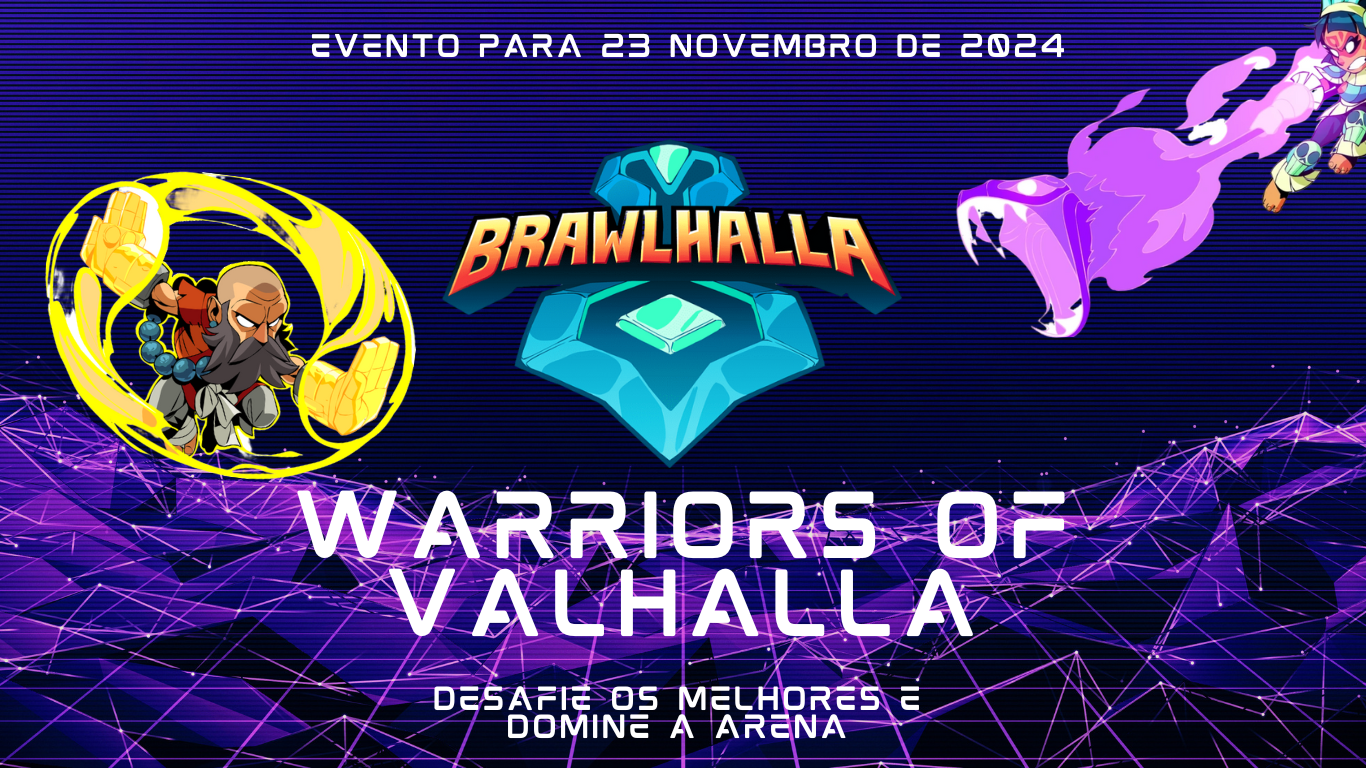 EVENTO PARA 23 NOVEMBRO DE 2024
BRAWLHALLA
WARRIORS OF
VALHALLA
DESAFIE OS MELHORES E
DOMINE A ARENA